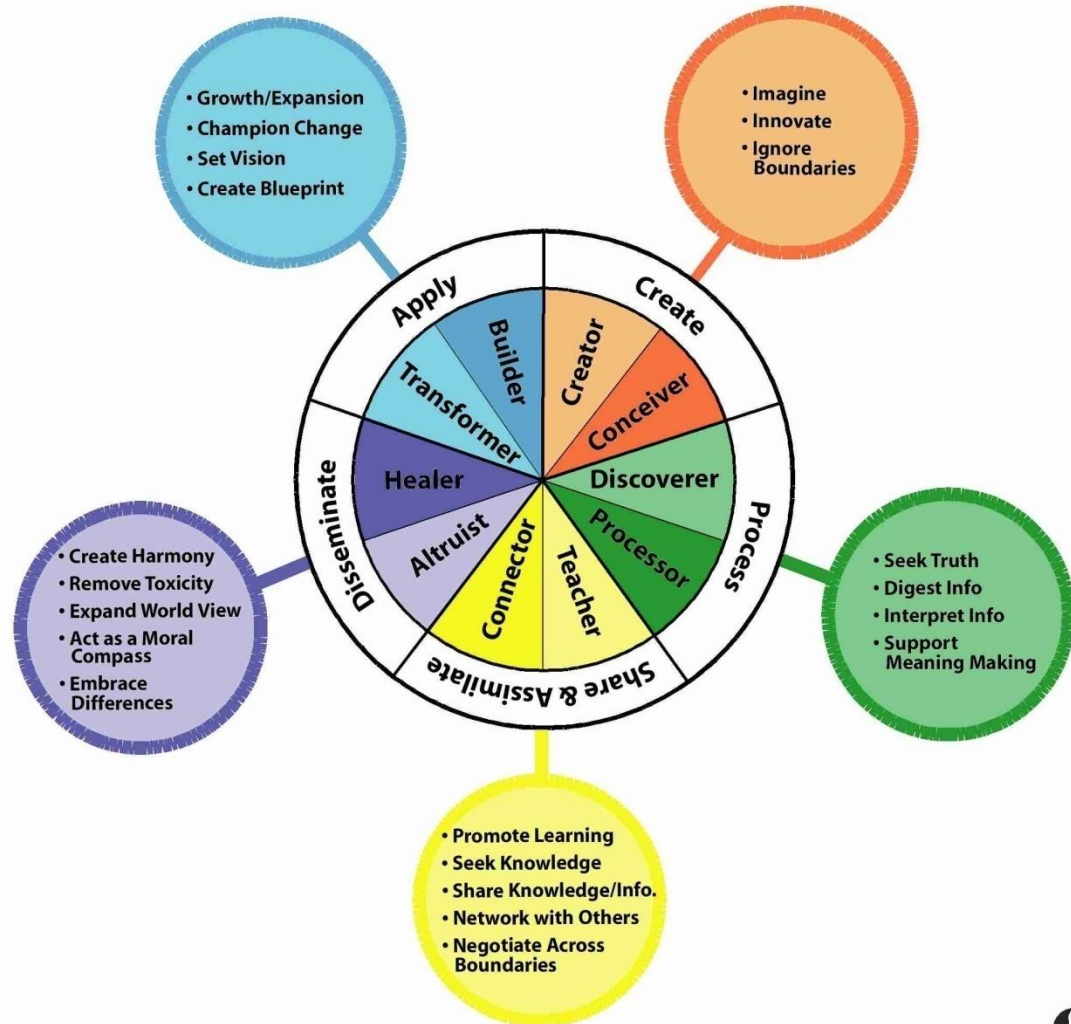 • Growth/Expansion
• Champion Change
• Set Vision
• Create Blueprint
• Imagine
• Innovate
• Ignore
Boundaries
Apply
Create
Builder
Creator
Transformer
Conceiver
Healer
Discoverer
Altruist
Processor
Connector
Teacher
Disseminate
Process
Share & Assimilate
• Create Harmony
• Remove Toxicity
• Expand World View
• Act as a Moral
Compass
• Embrace
Differences
• Seek Truth
• Digest Info
• Interpret Info
• Support
Meaning Making
• Promote Learning
• Seek Knowledge
• Share Knowledge/Info.
• Network with Others
• Negotiate Across
Boundaries